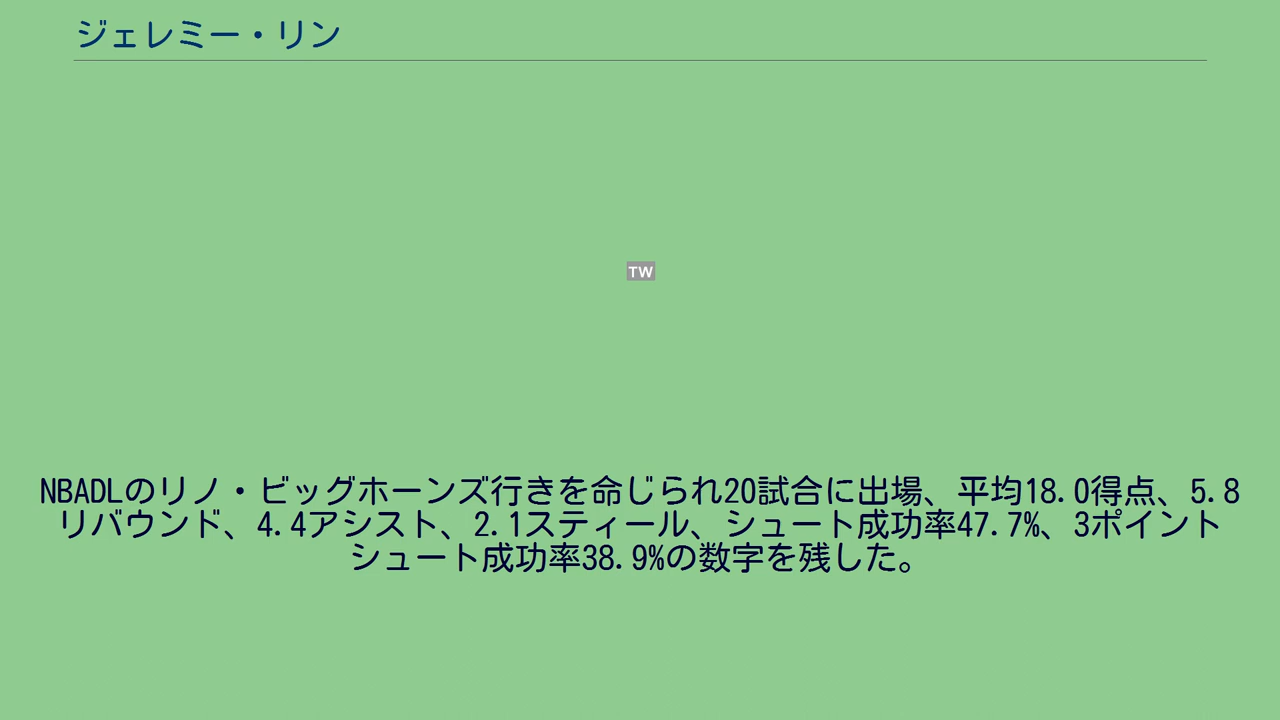 ジェレミー・リン
TW
NBADLのリノ・ビッグホーンズ行きを命じられ20試合に出場、平均18.0得点、5.8
リバウンド、4.4アシスト、2.1スティール、シュート成功率47.7%、3ポイント
シュート成功率38.9%の数字を残した。